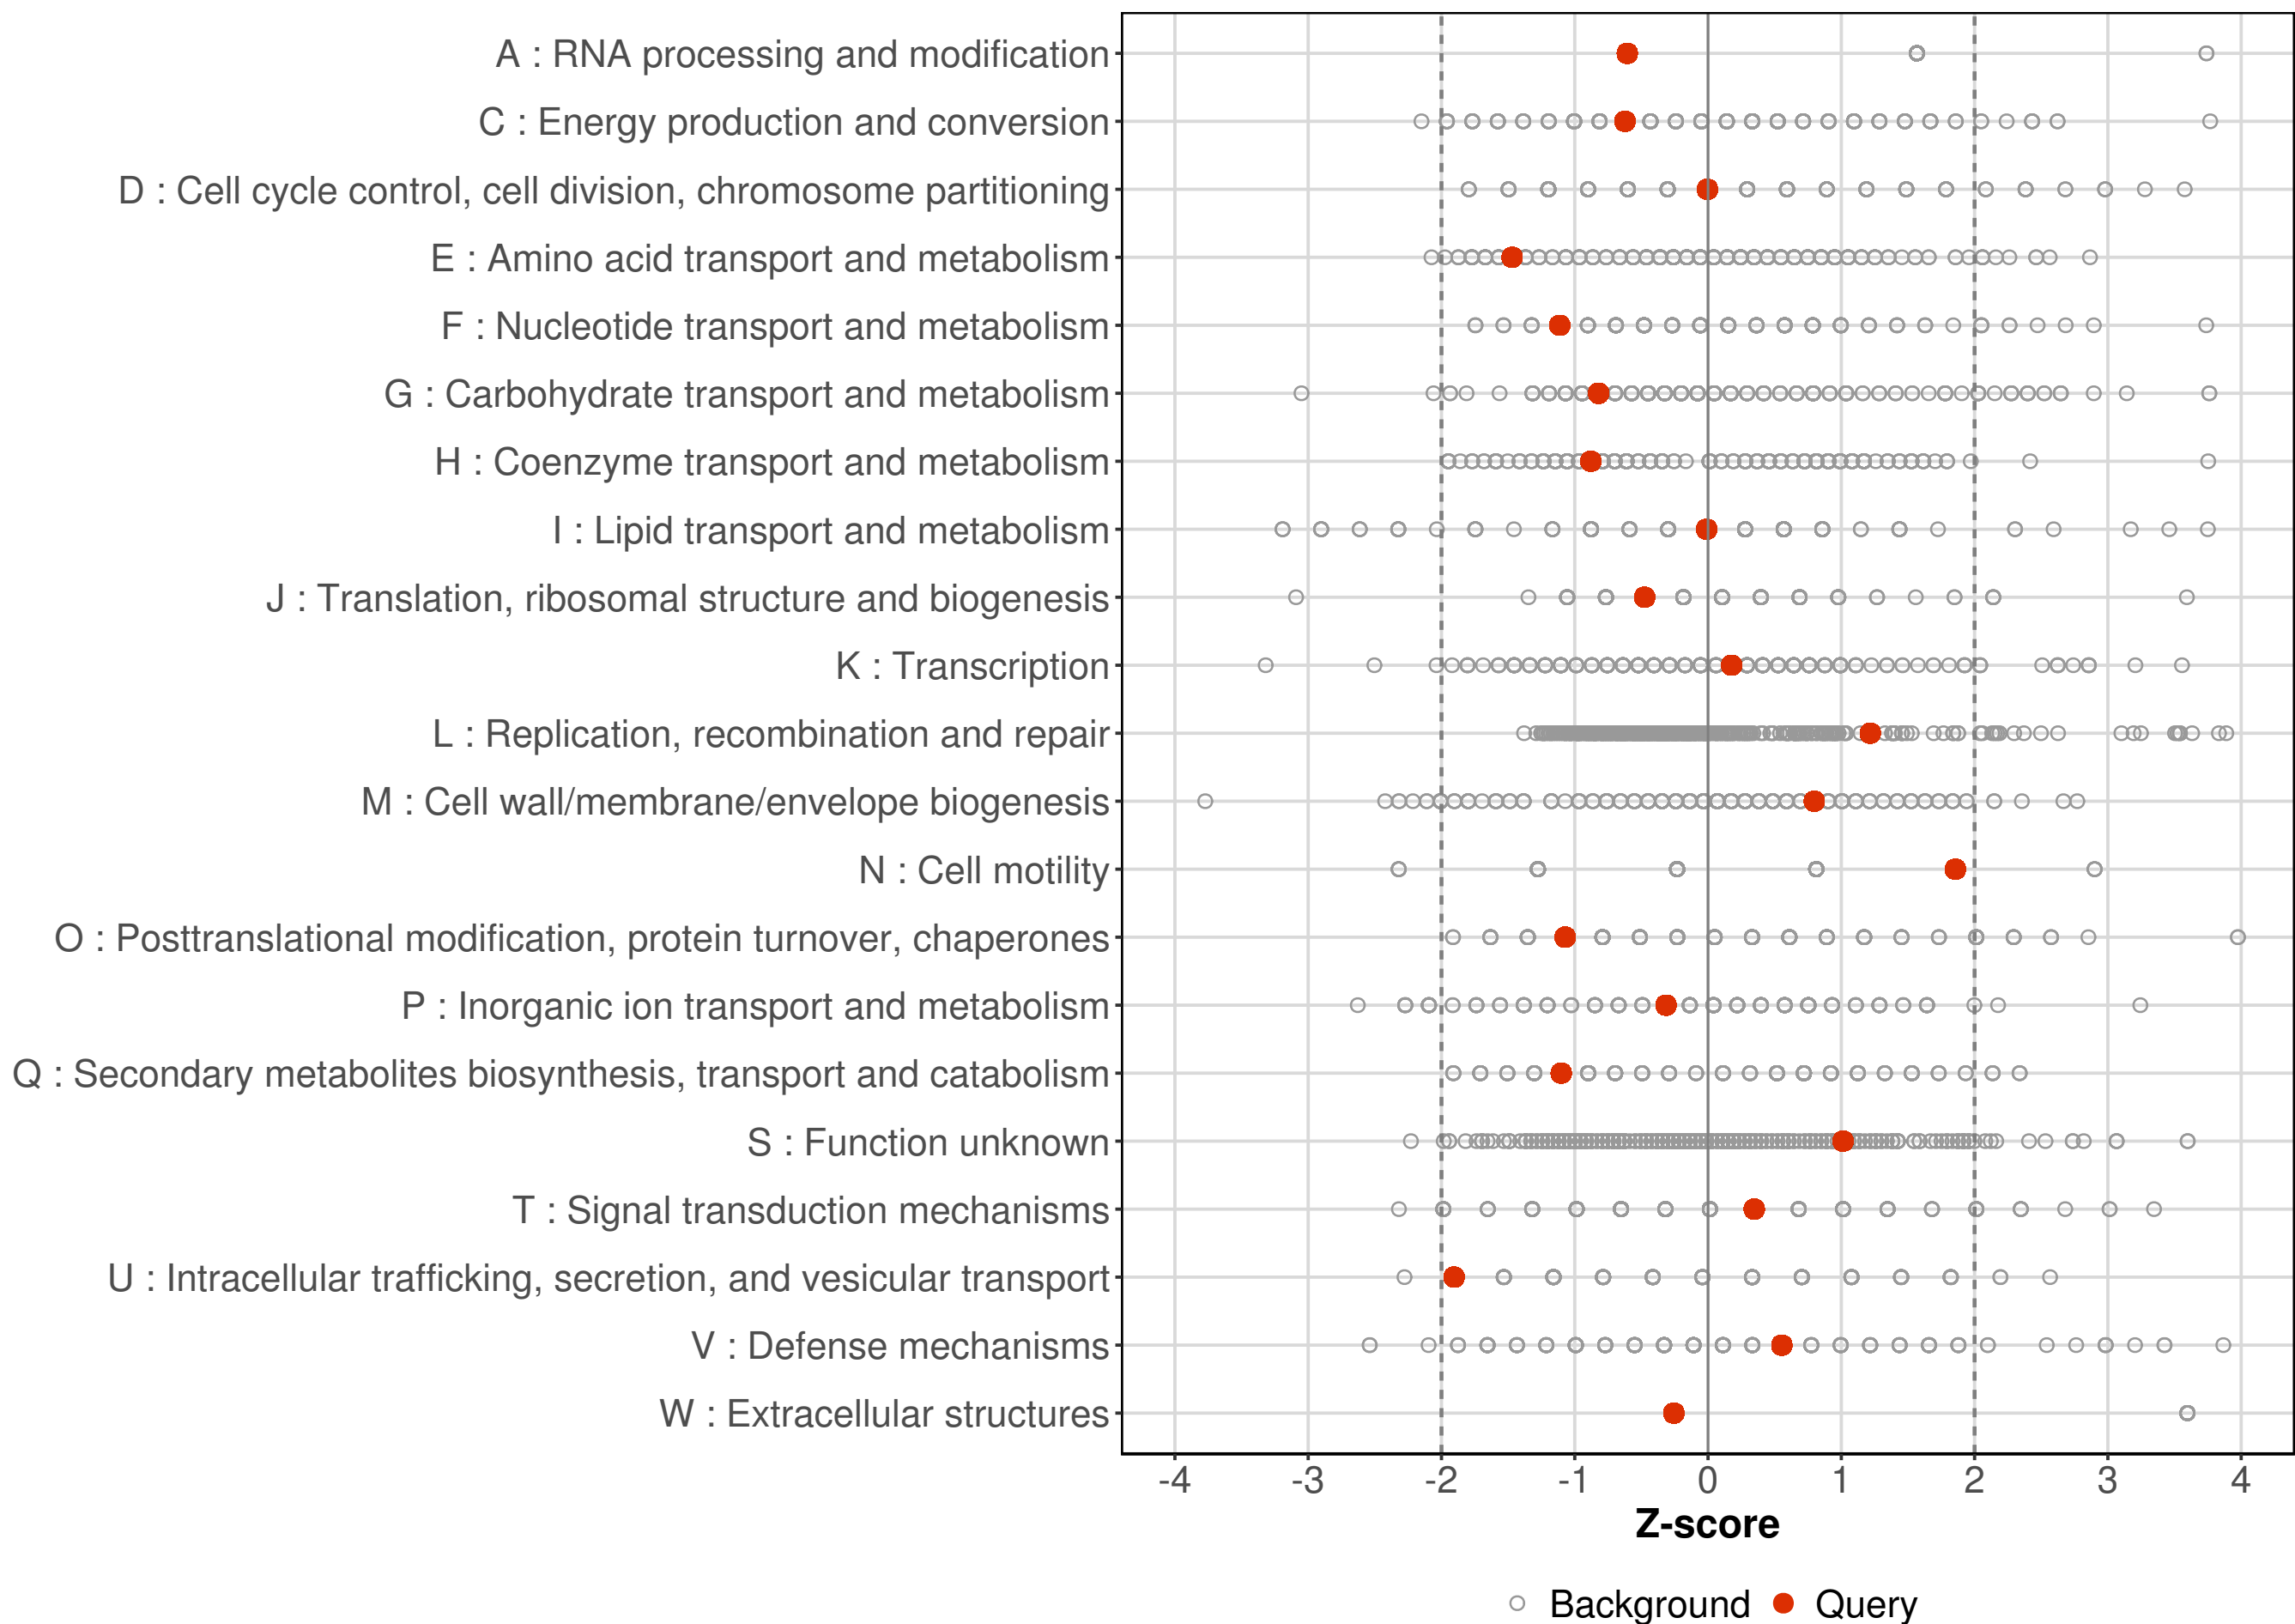 A : RNA processing and modification
C : Energy production and conversion
D : Cell cycle control, cell division, chromosome partitioning
E : Amino acid transport and metabolism
F : Nucleotide transport and metabolism
G : Carbohydrate transport and metabolism
H : Coenzyme transport and metabolism
I : Lipid transport and metabolism
J : Translation, ribosomal structure and biogenesis
K : Transcription
L : Replication, recombination and repair
M : Cell wall/membrane/envelope biogenesis
N : Cell motility
O : Posttranslational modification, protein turnover, chaperones
P : Inorganic ion transport and metabolism
Q : Secondary metabolites biosynthesis, transport and catabolism
S : Function unknown
T : Signal transduction mechanisms
U : Intracellular trafficking, secretion, and vesicular transport
V : Defense mechanisms
W : Extracellular structures
-4 -3 -2 -1 0 1 2 3 4
Z-score
Background Query